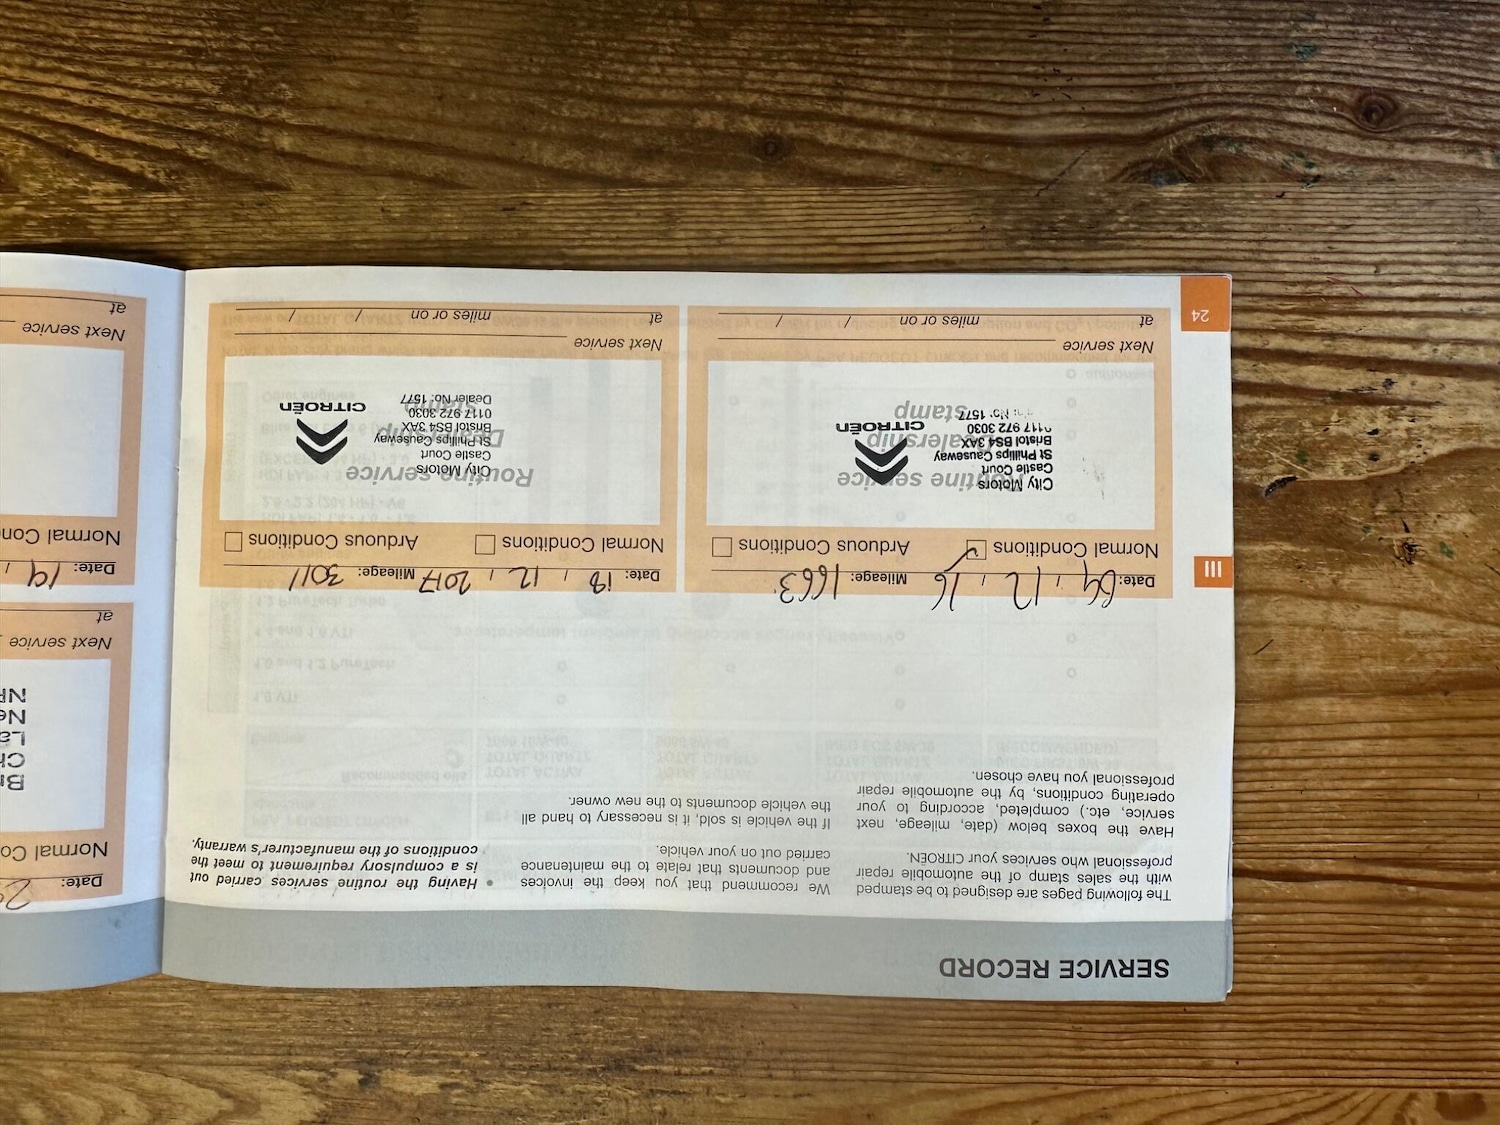 SERVICE RECORD
The following pages are designed to be stamped
with the sales stamp of the automobile repair
professional who services your CITROËN.
Have the boxes below (date, mileage, next
service, etc.) completed, according to your
operating conditions, by the automobile repair
professional you have chosen.
We recommend that you keep the invoices
and documents that relate to the maintenance
carried out on your vehicle.
If the vehicle is sold, it is necessary to hand all
the vehicle documents to the new owner.
• Having the routine services carried out
is a compulsory requirement to meet the
conditions of the manufacturer's warranty.
III
Date: 09 / 12 / 16 Mileage: 1663
Normal Conditions ✓ Arduous Conditions
Routine service
Dealership
stamp
City Motors
Castle Court
St Phillips Causeway
Bristol BS4 3AX
0117 972 3030
No: 1577
CITROËN
Next service
at miles or on / /
Date: 18 / 12 / 2017 Mileage: 3011
Normal Conditions Arduous Conditions
Routine service
Dealership
stamp
City Motors
Castle Court
St Phillips Causeway
Bristol BS4 3AX
0117 972 3030
Dealer No: 1577
CITROËN
Next service
at miles or on / /
24
Date:
Normal Co
Next service
at
Date: 19 /
Normal Con
Next service
at